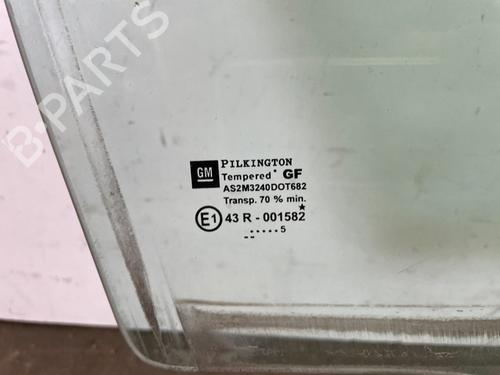 B-PARTS
GM PILKINGTON
Tempered GF
AS2M3240DOT682
Transp. 70 % min.
E1 43 R - 001582
..... 5